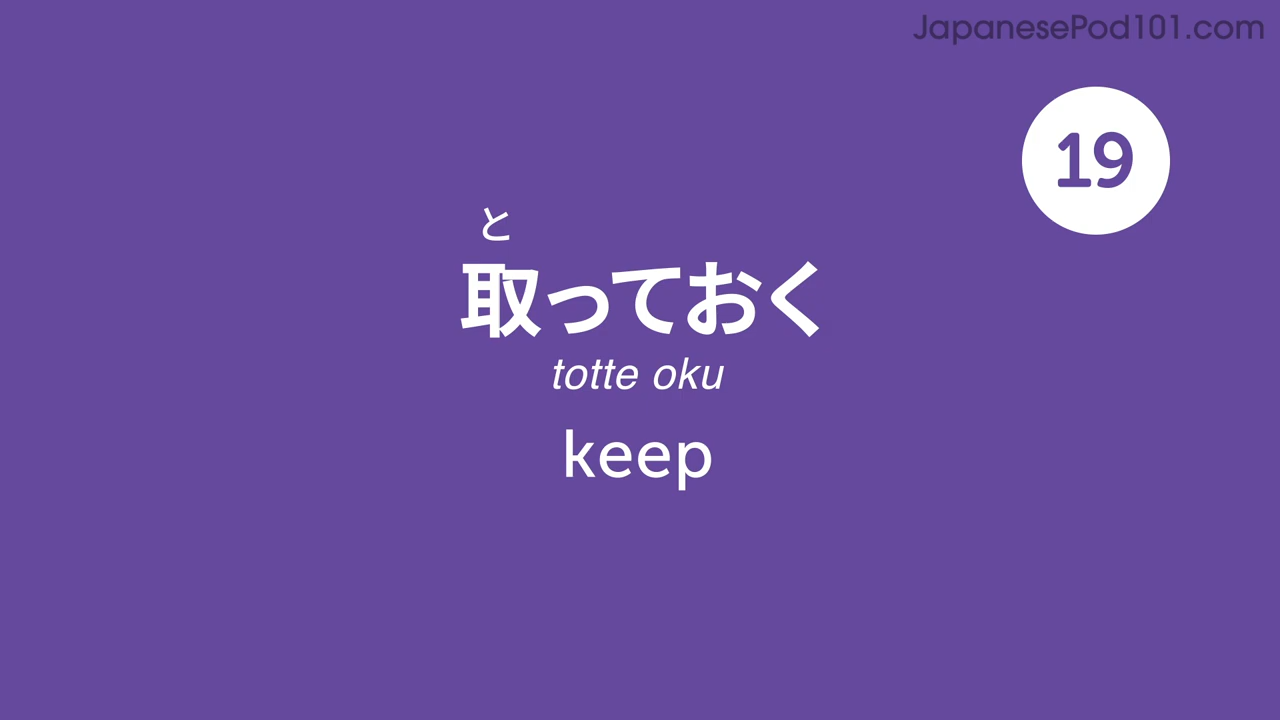 JapanesePod101.com
19
と
取っておく
totte oku
keep